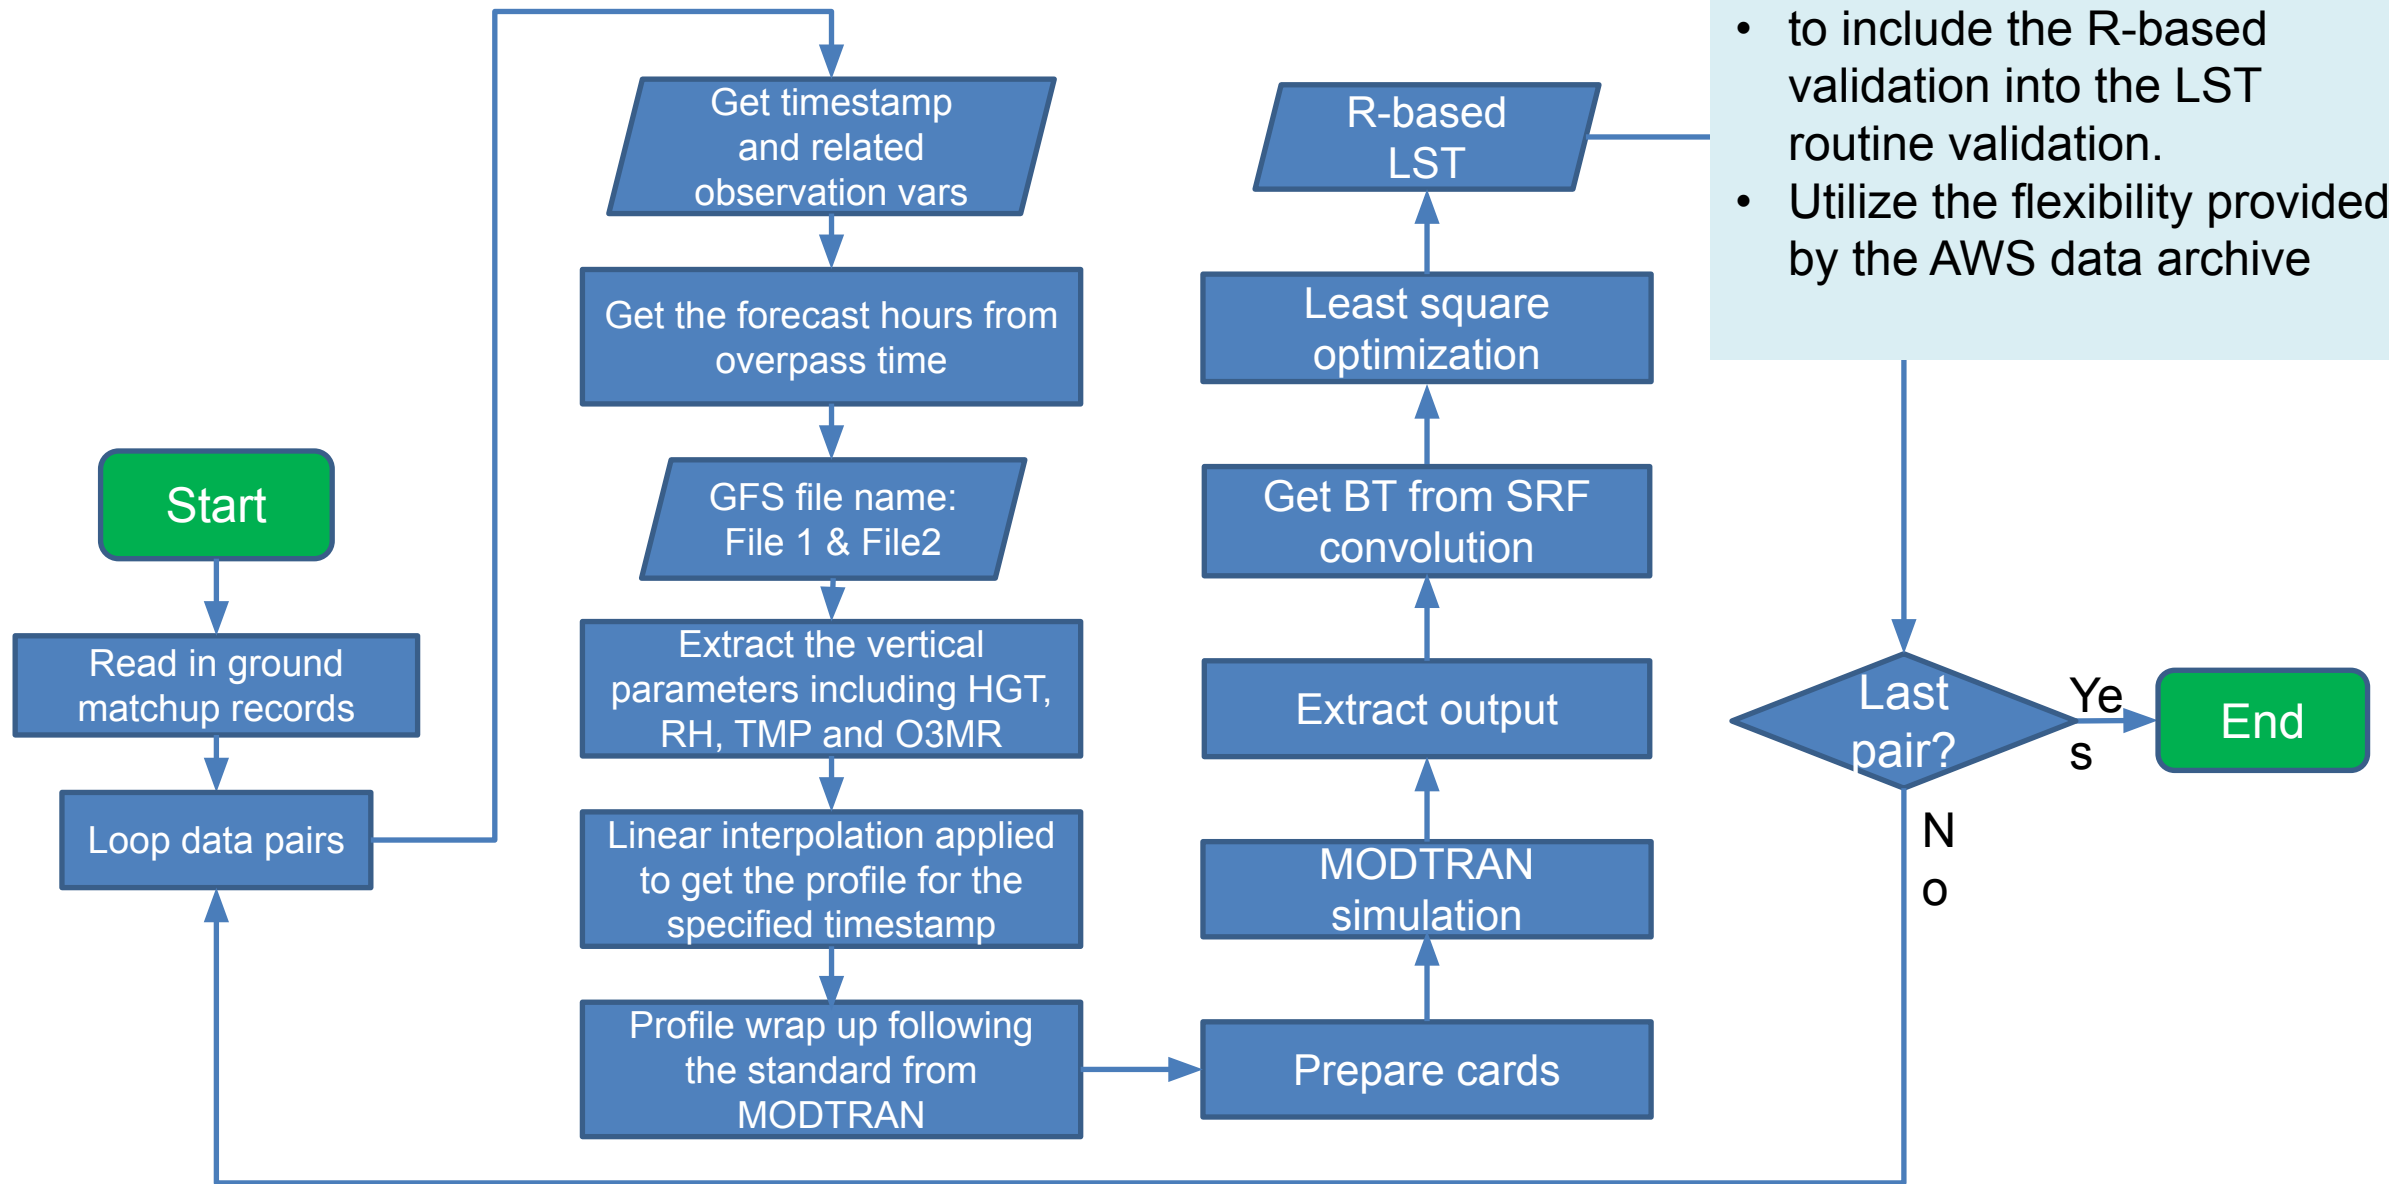 Start
Read in ground
matchup records
Loop data pairs
Get timestamp
and related
observation vars
Get the forecast hours from
overpass time
GFS file name:
File 1 & File2
Extract the vertical
parameters including HGT,
RH, TMP and O3MR
Linear interpolation applied
to get the profile for the
specified timestamp
Profile wrap up following
the standard from
MODTRAN
Prepare cards
MODTRAN
simulation
Extract output
Get BT from SRF
convolution
Least square
optimization
R-based
LST
• to include the R-based
validation into the LST
routine validation.
• Utilize the flexibility provided
by the AWS data archive
Last
pair?
Ye
s
N
o
End